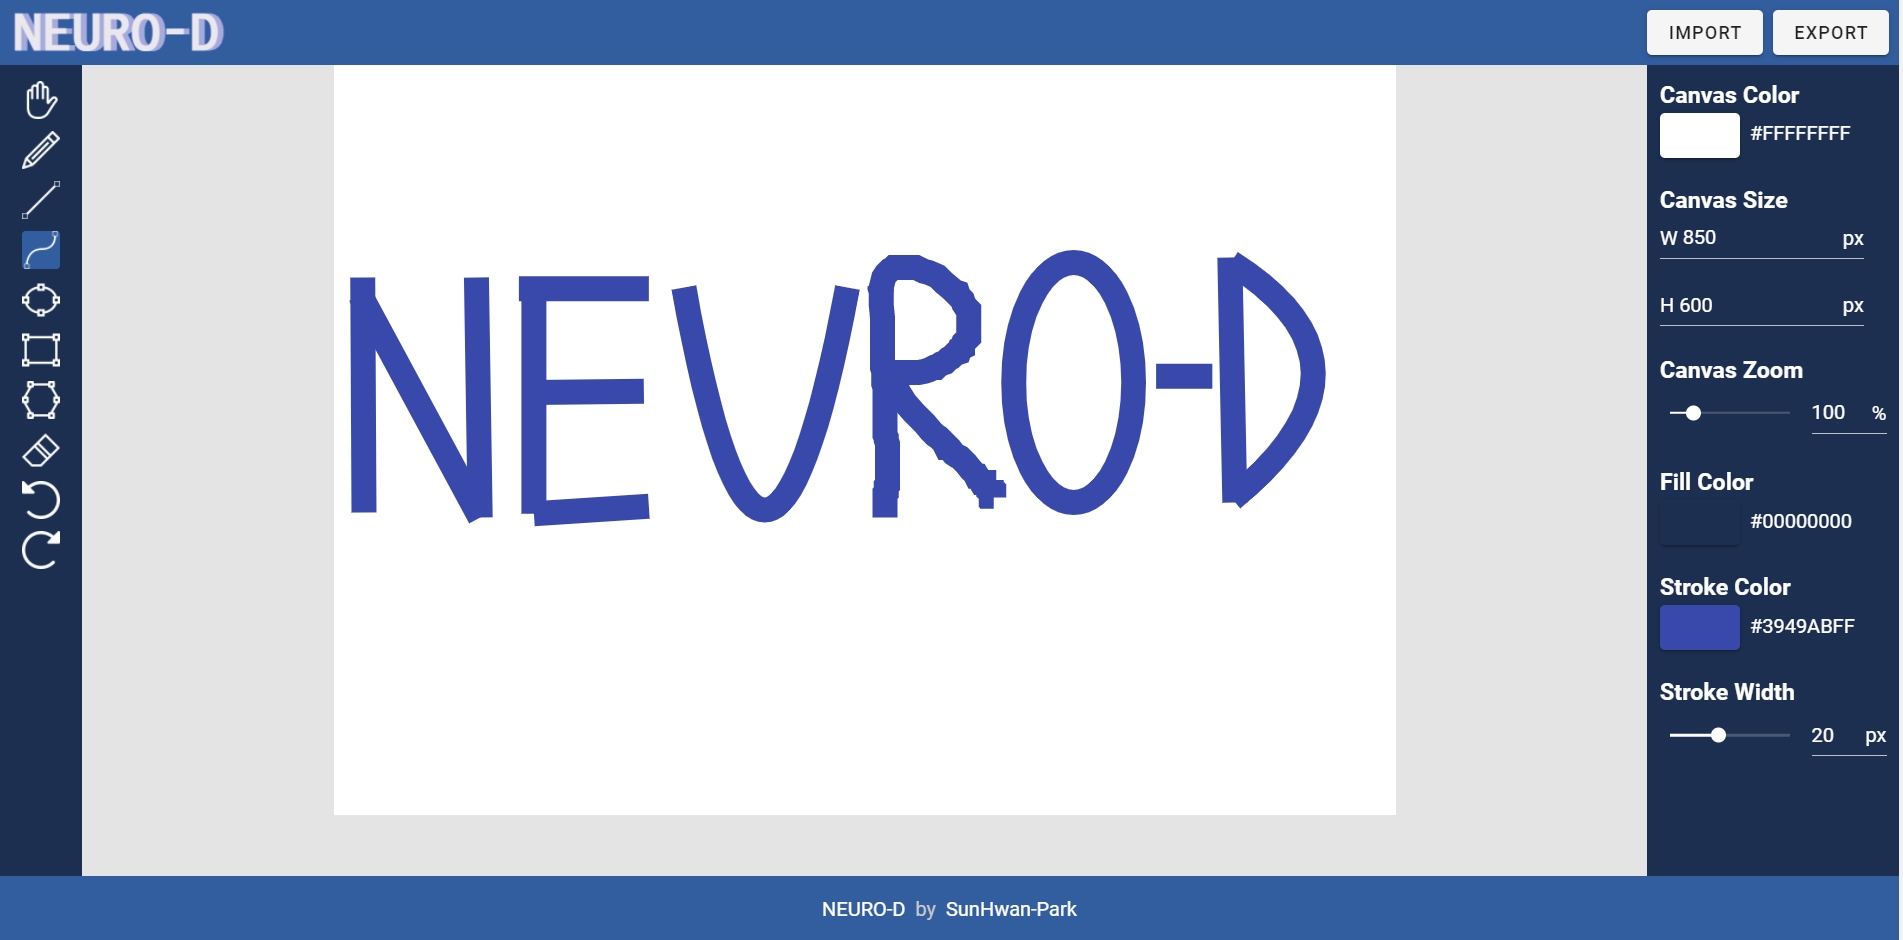 NEURO-D
IMPORT
EXPORT
NEURO-D
Canvas Color
#FFFFFFFF
Canvas Size
W 850 px
H 600 px
Canvas Zoom
100 %
Fill Color
#00000000
Stroke Color
#3949ABFF
Stroke Width
20 px
NEURO-D by SunHwan-Park